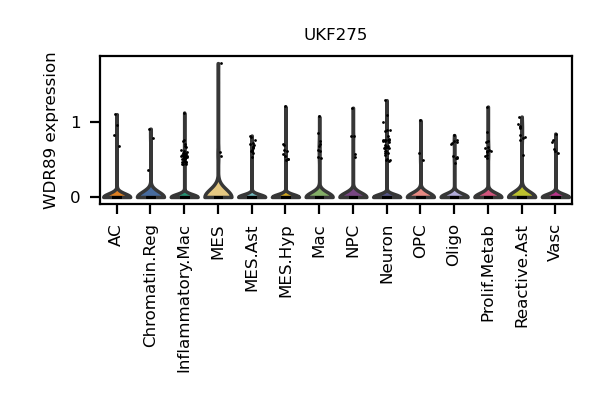 UKF275
WDR89 expression
1
0
AC
Chromatin.Reg
Inflammatory.Mac
MES
MES.Ast
MES.Hyp
Mac
NPC
Neuron
OPC
Oligo
Prolif.Metab
Reactive.Ast
Vasc